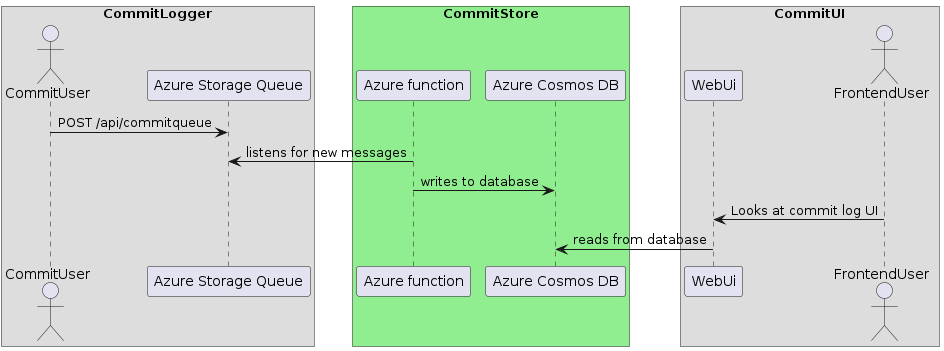 CommitLogger
CommitStore
CommitUI
CommitUser
Azure Storage Queue
Azure function
Azure Cosmos DB
WebUi
FrontendUser
POST /api/commitqueue
listens for new messages
writes to database
Looks at commit log UI
reads from database
CommitUser
Azure Storage Queue
Azure function
Azure Cosmos DB
WebUi
FrontendUser